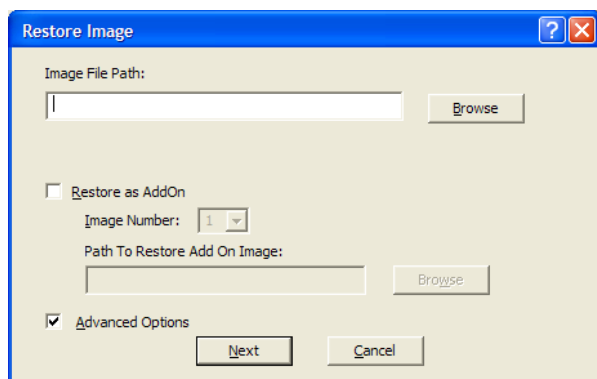 Restore Image
Image File Path:
Browse
Restore as AddOn
Image Number: 1
Path To Restore Add On Image:
Browse
Advanced Options
Next Cancel